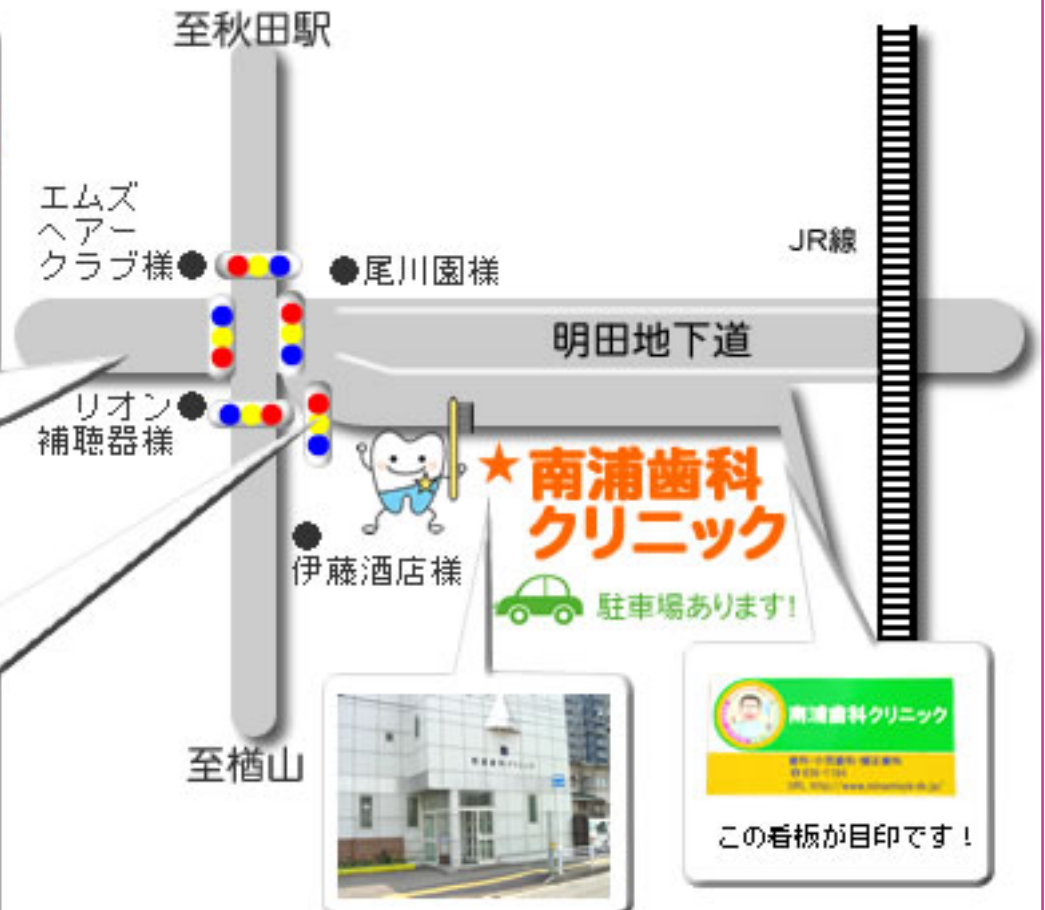 至秋田駅
エムズ
ヘアー
クラブ様
尾川園様
JR線
明田地下道
リオン
補聴器様
南浦歯科
クリニック
伊藤酒店様
駐車場あります!
至楢山
南浦歯科クリニック
この看板が目印です!